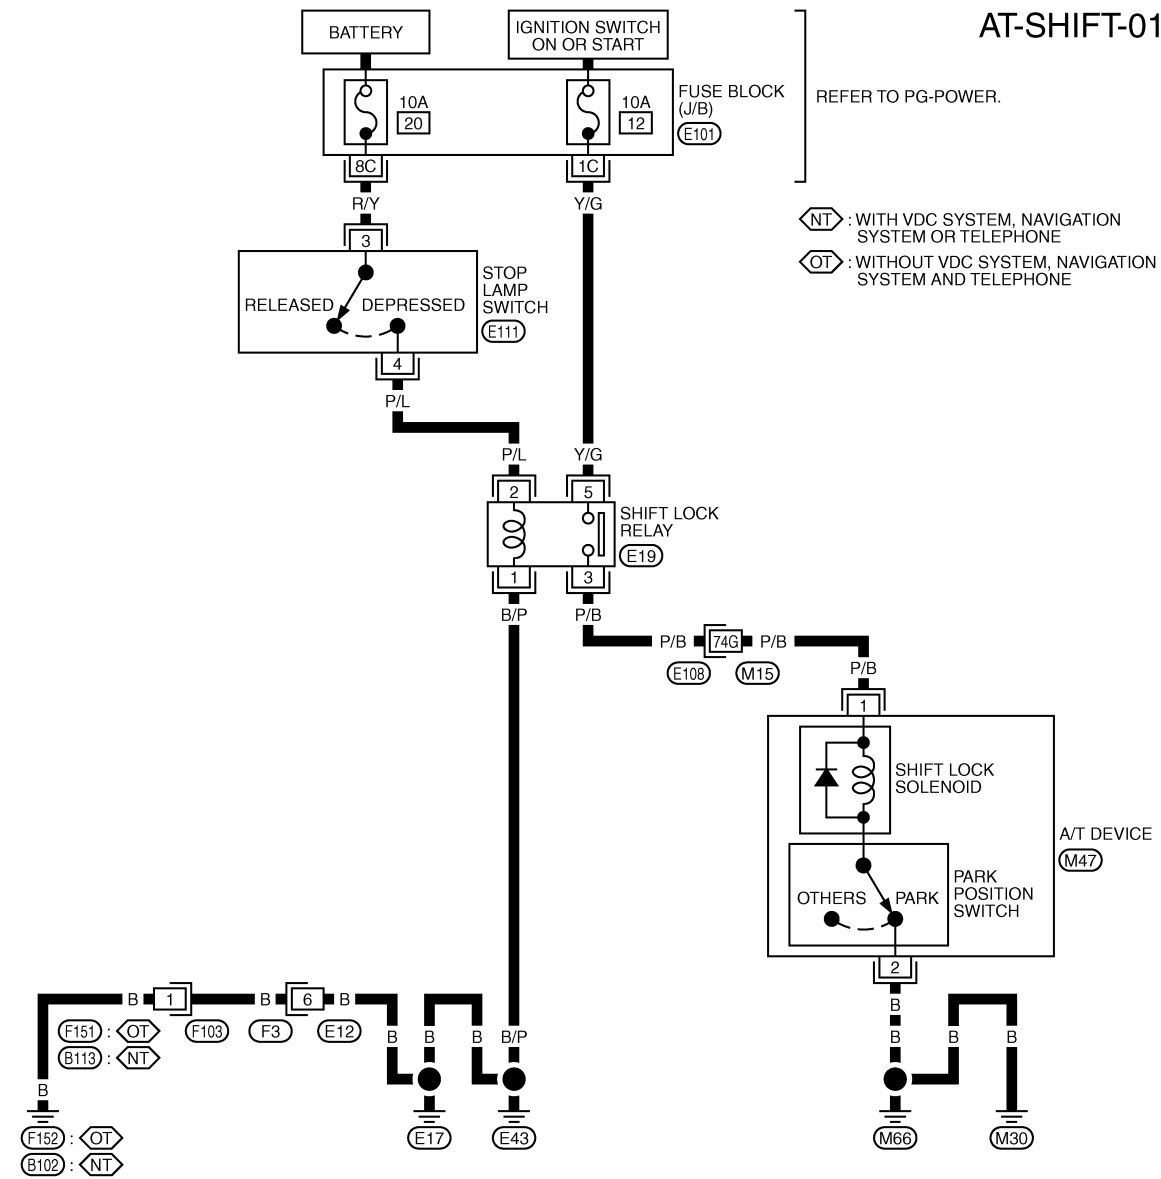 AT-SHIFT-01
BATTERY
IGNITION SWITCH
ON OR START
10A
20
10A
12
FUSE BLOCK
(J/B)
E101
REFER TO PG-POWER.
8C
1C
R/Y
Y/G
NT : WITH VDC SYSTEM, NAVIGATION
SYSTEM OR TELEPHONE
OT : WITHOUT VDC SYSTEM, NAVIGATION
SYSTEM AND TELEPHONE
3
RELEASED
DEPRESSED
STOP
LAMP
SWITCH
E111
4
P/L
P/L
Y/G
2
5
SHIFT LOCK
RELAY
E19
1
3
B/P
P/B
P/B
74G
P/B
E108
M15
P/B
1
SHIFT LOCK
SOLENOID
A/T DEVICE
M47
PARK
POSITION
SWITCH
OTHERS
PARK
2
B
B
B
B
B
1
B
6
B
F151 : OT
B113 : NT
F103
F3
E12
B
B
B
B/P
B
F152 : OT
B102 : NT
E17
E43
M66
M30